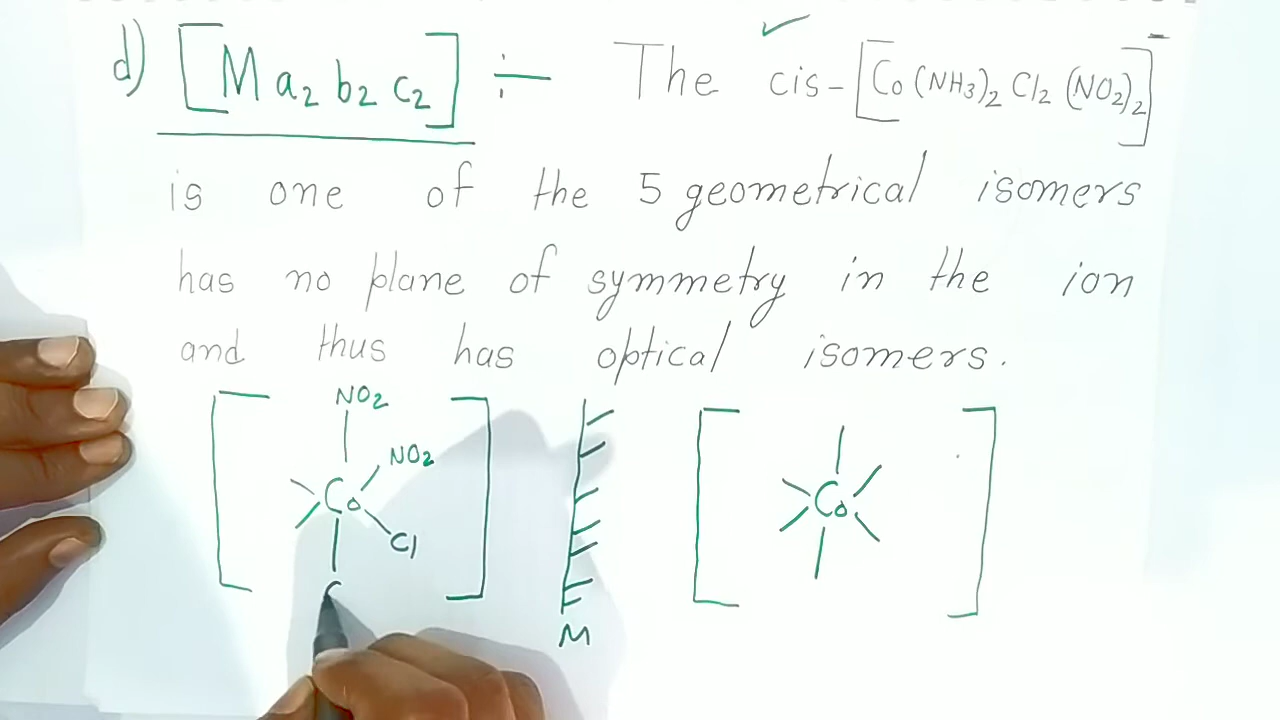 d) [Ma2 b2 c2] ÷ The cis-[Co(NH3)2 Cl2 (NO2)2]⁻
is one of the 5 geometrical isomers
has no plane of symmetry in the ion
and thus has optical isomers.
NO2
NO2
Co
Cl
C
Co
M